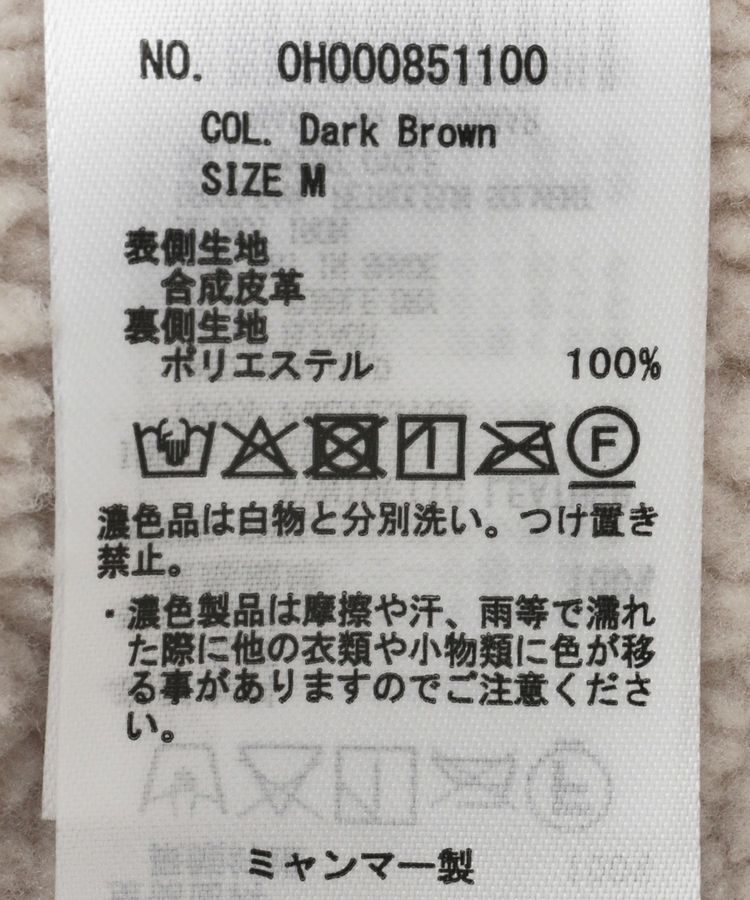 NO. 0H000851100
COL. Dark Brown
SIZE M
表側生地
合成皮革
裏側生地
ポリエステル 100%
F
濃色品は白物と分別洗い。つけ置き
禁止。
・濃色製品は摩擦や汗、雨等で濡れ
た際に他の衣類や小物類に色が移
る事がありますのでご注意くださ
い。
ミャンマー製